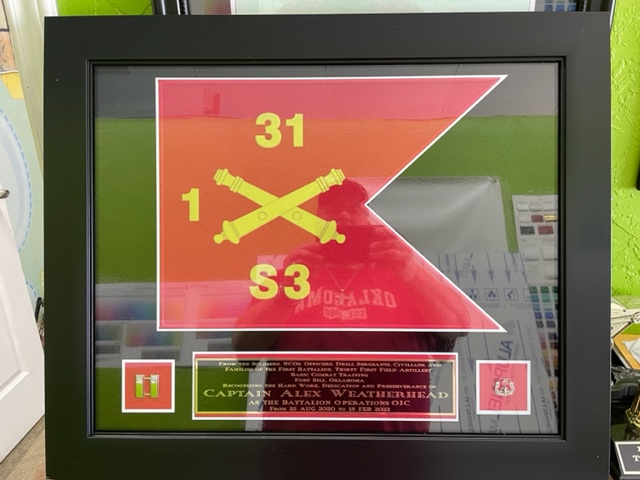 31
1
S3
OKLAHOMA
From the Soldiers, NCOs, Officers, Drill Sergeants, Civilians, and
Families of the First Battalion, Thirty First Field Artillery
Basic Combat Training
Fort Sill, Oklahoma
Recognizing the Hard Work, Dedication and Perseverance of
Captain Alex Weatherhead
as the Battalion Operations OIC
From 25 Aug 2020 to 18 Feb 2022